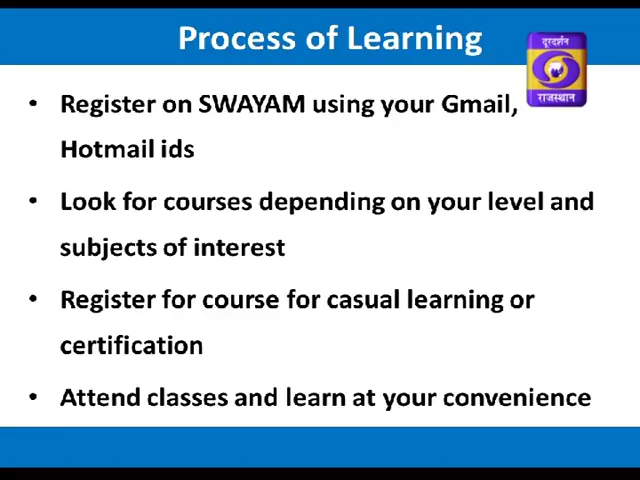 Process of Learning
दूरदर्शन
राजस्थान
• Register on SWAYAM using your Gmail,
Hotmail ids
• Look for courses depending on your level and
subjects of interest
• Register for course for casual learning or
certification
• Attend classes and learn at your convenience